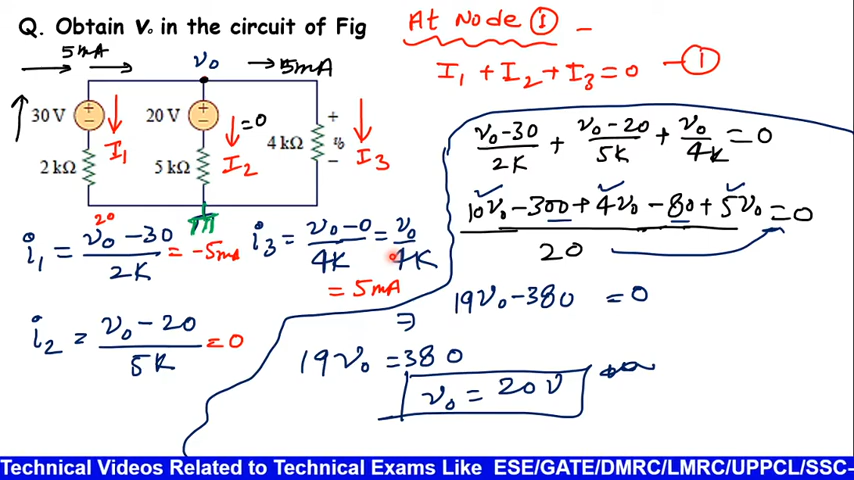 Q. Obtain v₀ in the circuit of Fig
At Node ①
I₁ + I₂ + I₃ = 0 — ①
5mA
v₀
5mA
30 V
I₁
20 V
=0
I₂
4 kΩ
+
v₀
−
I₃
2 kΩ
5 kΩ
(v₀-30)/2K + (v₀-20)/5K + v₀/4K = 0
(10v₀-300+4v₀-80+5v₀)/20 = 0
20
i₁ = (v₀-30)/2K = -5mA
i₃ = (v₀-0)/4K = v₀/4K
= 5mA
i₂ = (v₀-20)/5K = 0
⇒ 19v₀-380 = 0
19v₀ = 380
v₀ = 20V
Technical Videos Related to Technical Exams Like ESE/GATE/DMRC/LMRC/UPPCL/SSC-